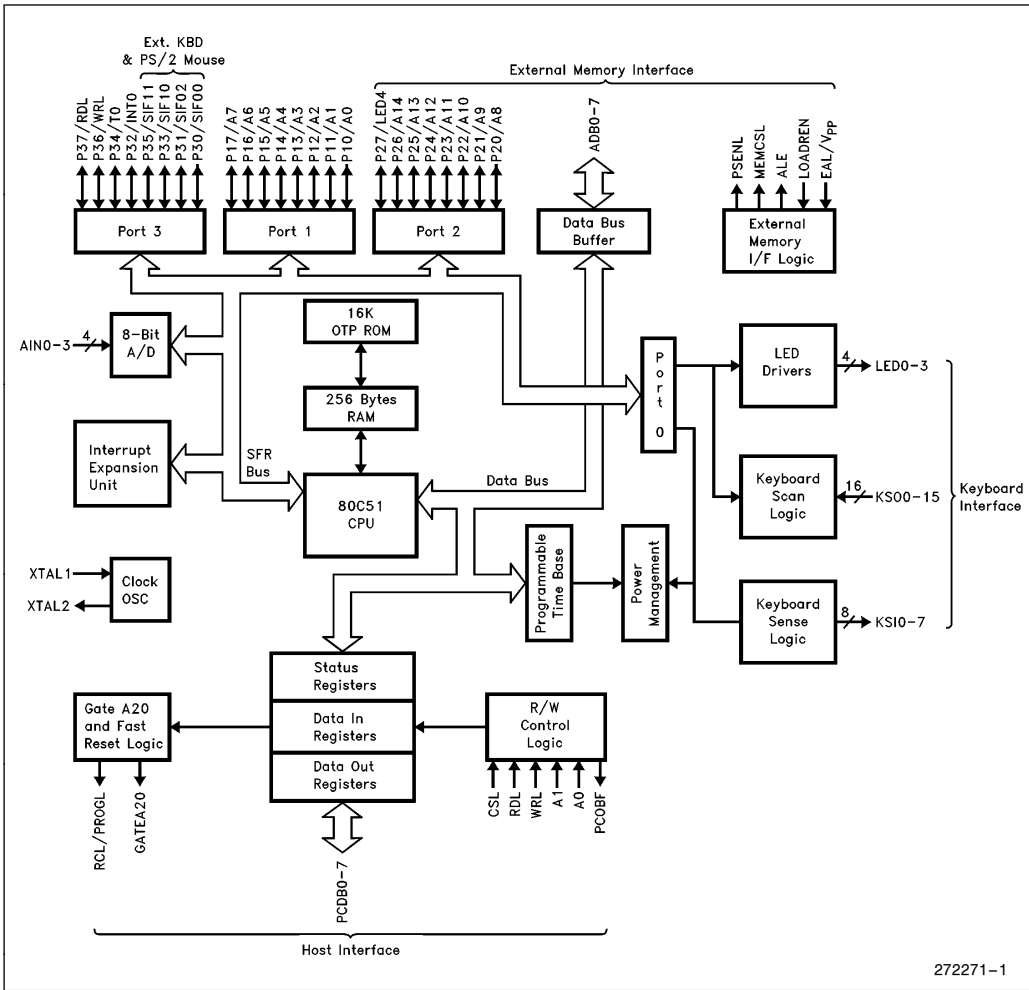 Ext. KBD
& PS/2 Mouse
External Memory Interface
P37/RDL
P36/WRL
P34/T0
P32/INT0
P35/SIF11
P33/SIF10
P31/SIF02
P30/SIF00
P17/A7
P16/A6
P15/A5
P14/A4
P13/A3
P12/A2
P11/A1
P10/A0
P27/LED4
P26/A14
P25/A13
P24/A12
P23/A11
P22/A10
P21/A9
P20/A8
ADB0-7
PSENL
MEMCSL
ALE
LOADREN
EAL/VPP
Port 3
Port 1
Port 2
Data Bus
Buffer
External
Memory
I/F Logic
AIN0-3
4
8-Bit
A/D
16K
OTP ROM
256 Bytes
RAM
Port 0
LED
Drivers
4
LED0-3
Interrupt
Expansion
Unit
SFR
Bus
80C51
CPU
Data Bus
Keyboard
Scan
Logic
16
KSO0-15
Keyboard
Interface
XTAL1
XTAL2
Clock
OSC
Programmable
Time Base
Power
Management
Keyboard
Sense
Logic
8
KSI0-7
Gate A20
and Fast
Reset Logic
Status
Registers
Data In
Registers
Data Out
Registers
R/W
Control
Logic
RCL/PROGL
GATEA20
PCDB0-7
CSL
RDL
WRL
A1
A0
PCOBF
Host Interface
272271-1